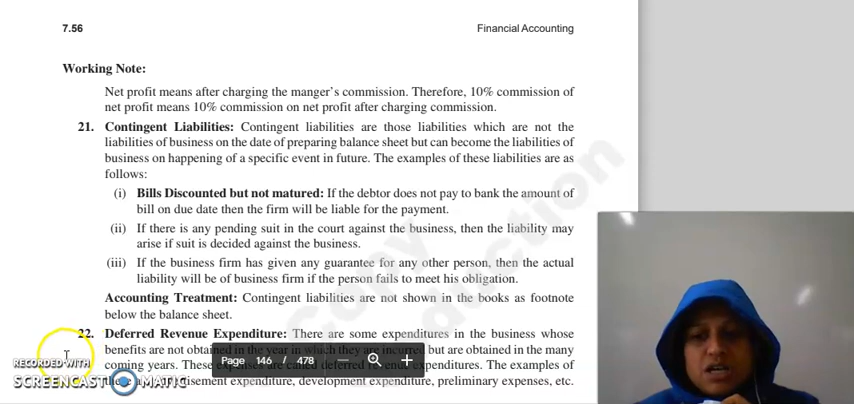 7.56 Financial Accounting
Working Note:
Net profit means after charging the manger's commission. Therefore, 10% commission of
net profit means 10% commission on net profit after charging commission.
21. Contingent Liabilities: Contingent liabilities are those liabilities which are not the
liabilities of business on the date of preparing balance sheet but can become the liabilities of
business on happening of a specific event in future. The examples of these liabilities are as
follows:
(i) Bills Discounted but not matured: If the debtor does not pay to bank the amount of
bill on due date then the firm will be liable for the payment.
(ii) If there is any pending suit in the court against the business, then the liability may
arise if suit is decided against the business.
(iii) If the business firm has given any guarantee for any other person, then the actual
liability will be of business firm if the person fails to meet his obligation.
Accounting Treatment: Contingent liabilities are not shown in the books as footnote
below the balance sheet.
22. Deferred Revenue Expenditure: There are some expenditures in the business whose
benefits are not obtained in the year in which they are incurred but are obtained in the many
coming years. These expenses are called deferred revenue expenditures. The examples of
expenditure, development expenditure, preliminary expenses, etc.
Page 146 / 478
RECORDED WITH
SCREENCAST MATIC